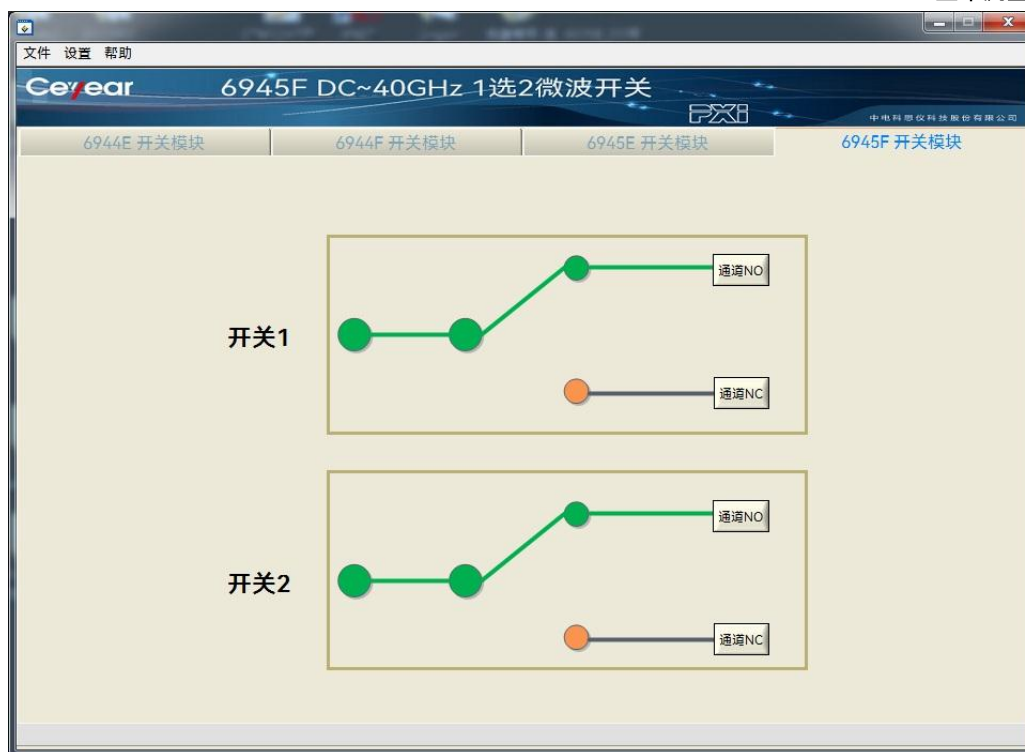 文件 设置 帮助
Ceyear 6945F DC~40GHz 1选2微波开关
PXI
中电科思仪科技股份有限公司
6944E 开关模块 6944F 开关模块 6945E 开关模块 6945F 开关模块
通道NO
开关1
通道NC
通道NO
开关2
通道NC